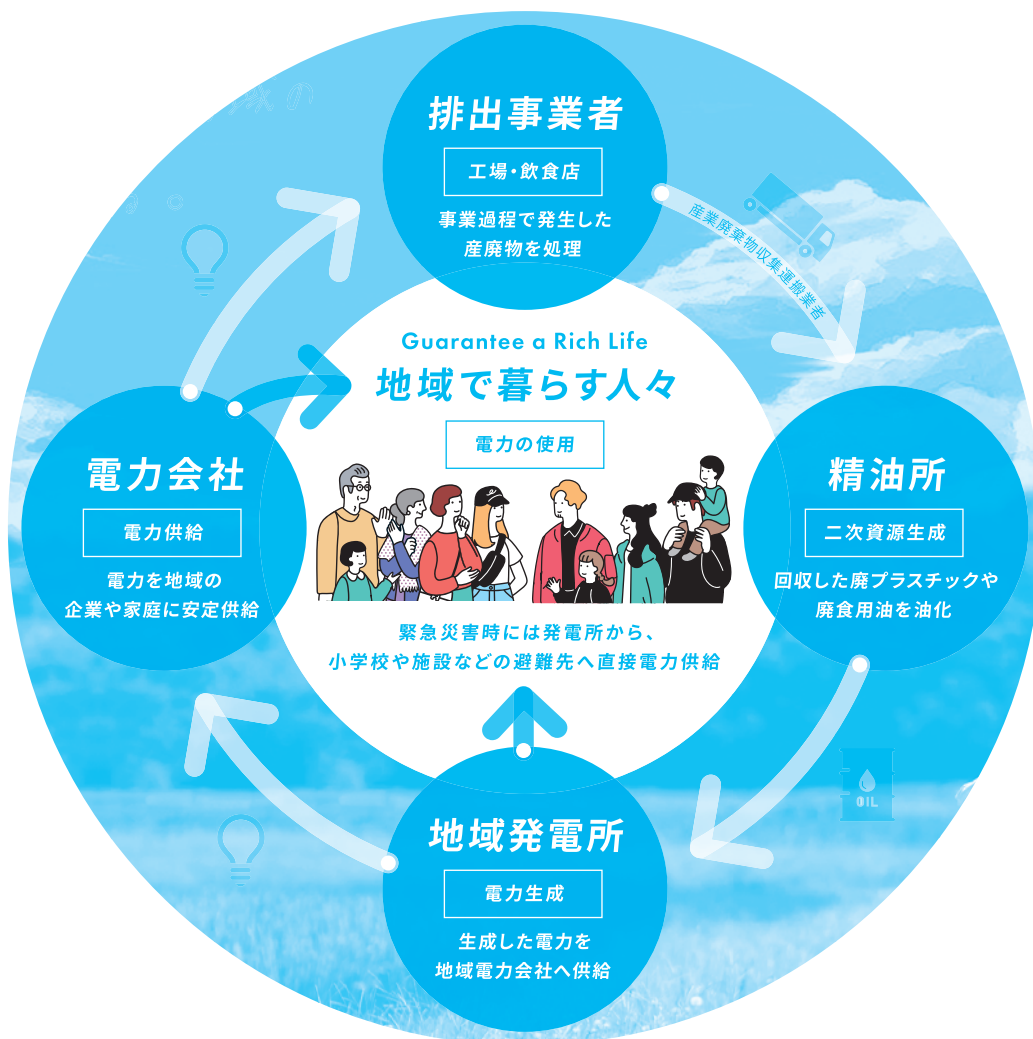 排出事業者
工場・飲食店
事業過程で発生した
産廃物を処理
産業廃棄物収集運搬業者
Guarantee a Rich Life
地域で暮らす人々
電力の使用
緊急災害時には発電所から、
小学校や施設などの避難先へ直接電力供給
電力会社
電力供給
電力を地域の
企業や家庭に安定供給
精油所
二次資源生成
回収した廃プラスチックや
廃食用油を油化
OIL
地域発電所
電力生成
生成した電力を
地域電力会社へ供給